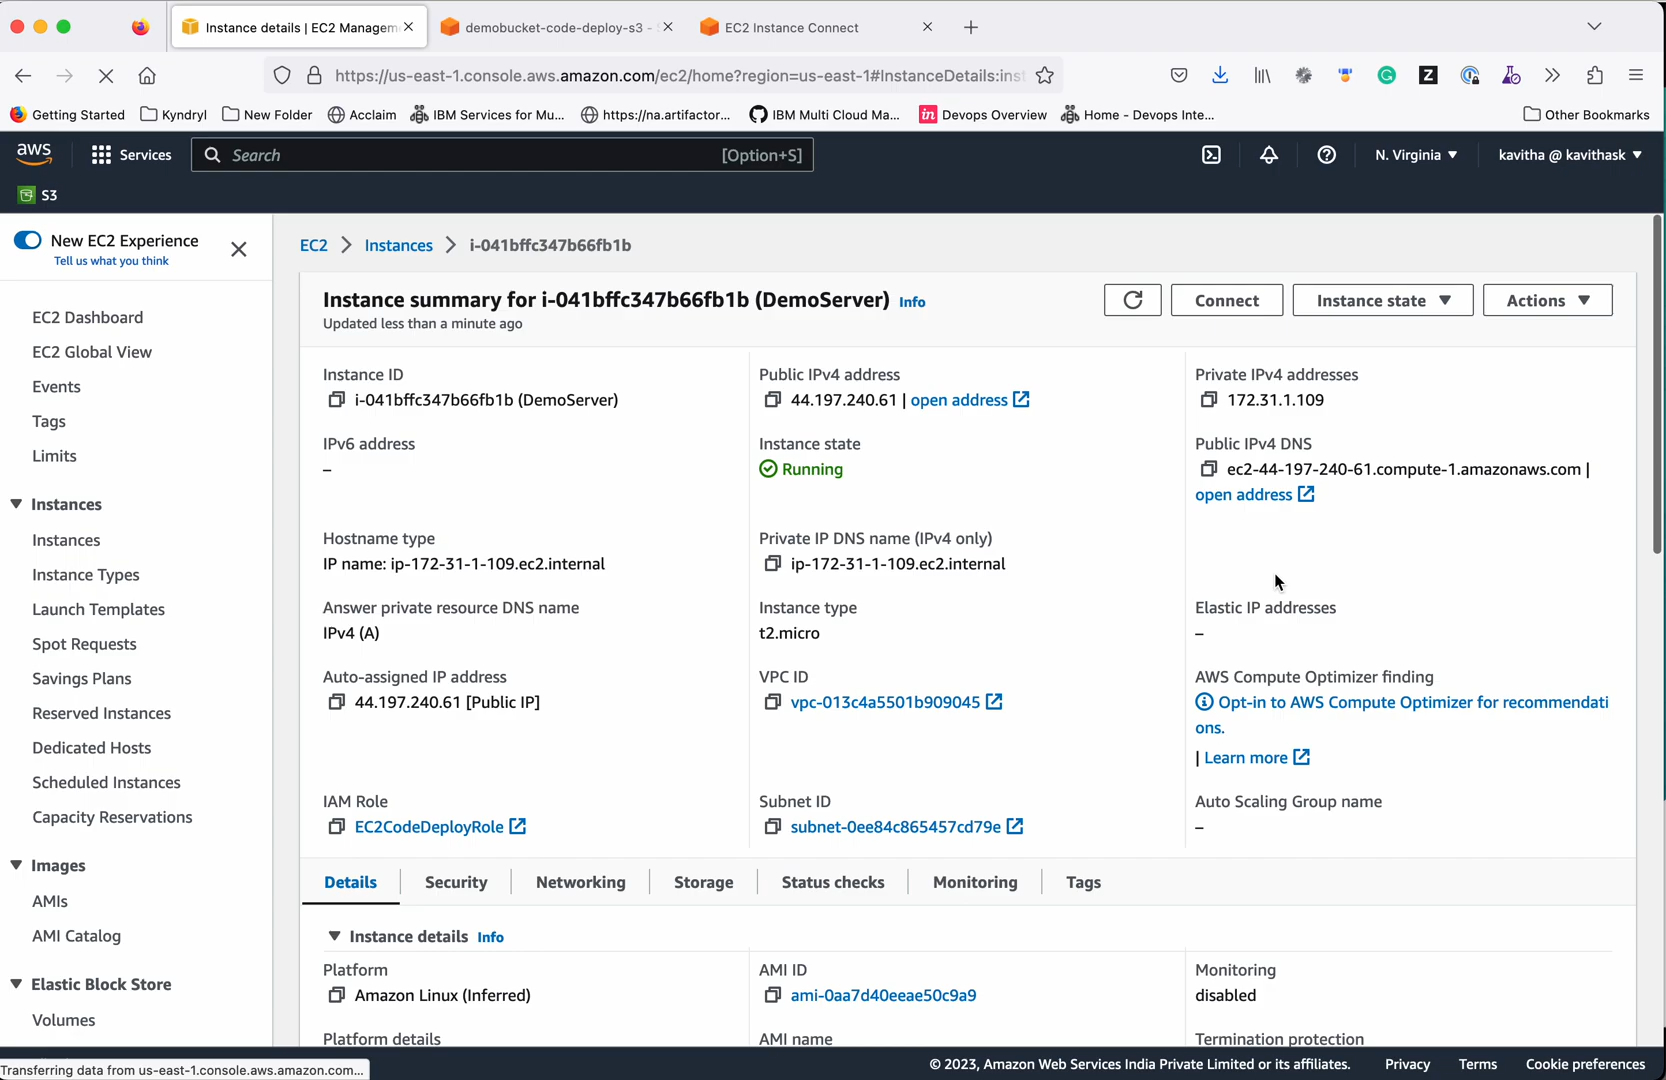 Instance details | EC2 Managem
demobucket-code-deploy-s3 -
EC2 Instance Connect
https://us-east-1.console.aws.amazon.com/ec2/home?region=us-east-1#InstanceDetails:inst
Getting Started
Kyndryl
New Folder
Acclaim
IBM Services for Mu...
https://na.artifactor...
IBM Multi Cloud Ma...
in Devops Overview
Home - Devops Inte...
Other Bookmarks
aws
Services
Search
[Option+S]
N. Virginia
kavitha @ kavithask
S3
New EC2 Experience
Tell us what you think
EC2 Dashboard
EC2 Global View
Events
Tags
Limits
Instances
Instances
Instance Types
Launch Templates
Spot Requests
Savings Plans
Reserved Instances
Dedicated Hosts
Scheduled Instances
Capacity Reservations
Images
AMIs
AMI Catalog
Elastic Block Store
Volumes
EC2 > Instances > i-041bffc347b66fb1b
Instance summary for i-041bffc347b66fb1b (DemoServer) Info
Updated less than a minute ago
Connect
Instance state
Actions
Instance ID
i-041bffc347b66fb1b (DemoServer)
Public IPv4 address
44.197.240.61 | open address
Private IPv4 addresses
172.31.1.109
IPv6 address
–
Instance state
Running
Public IPv4 DNS
ec2-44-197-240-61.compute-1.amazonaws.com |
open address
Hostname type
IP name: ip-172-31-1-109.ec2.internal
Private IP DNS name (IPv4 only)
ip-172-31-1-109.ec2.internal
Answer private resource DNS name
IPv4 (A)
Instance type
t2.micro
Elastic IP addresses
–
Auto-assigned IP address
44.197.240.61 [Public IP]
VPC ID
vpc-013c4a5501b909045
AWS Compute Optimizer finding
Opt-in to AWS Compute Optimizer for recommendati
ons.
| Learn more
IAM Role
EC2CodeDeployRole
Subnet ID
subnet-0ee84c865457cd79e
Auto Scaling Group name
–
Details
Security
Networking
Storage
Status checks
Monitoring
Tags
Instance details Info
Platform
Amazon Linux (Inferred)
AMI ID
ami-0aa7d40eeae50c9a9
Monitoring
disabled
Platform details
AMI name
Termination protection
Transferring data from us-east-1.console.aws.amazon.com...
© 2023, Amazon Web Services India Private Limited or its affiliates.
Privacy
Terms
Cookie preferences